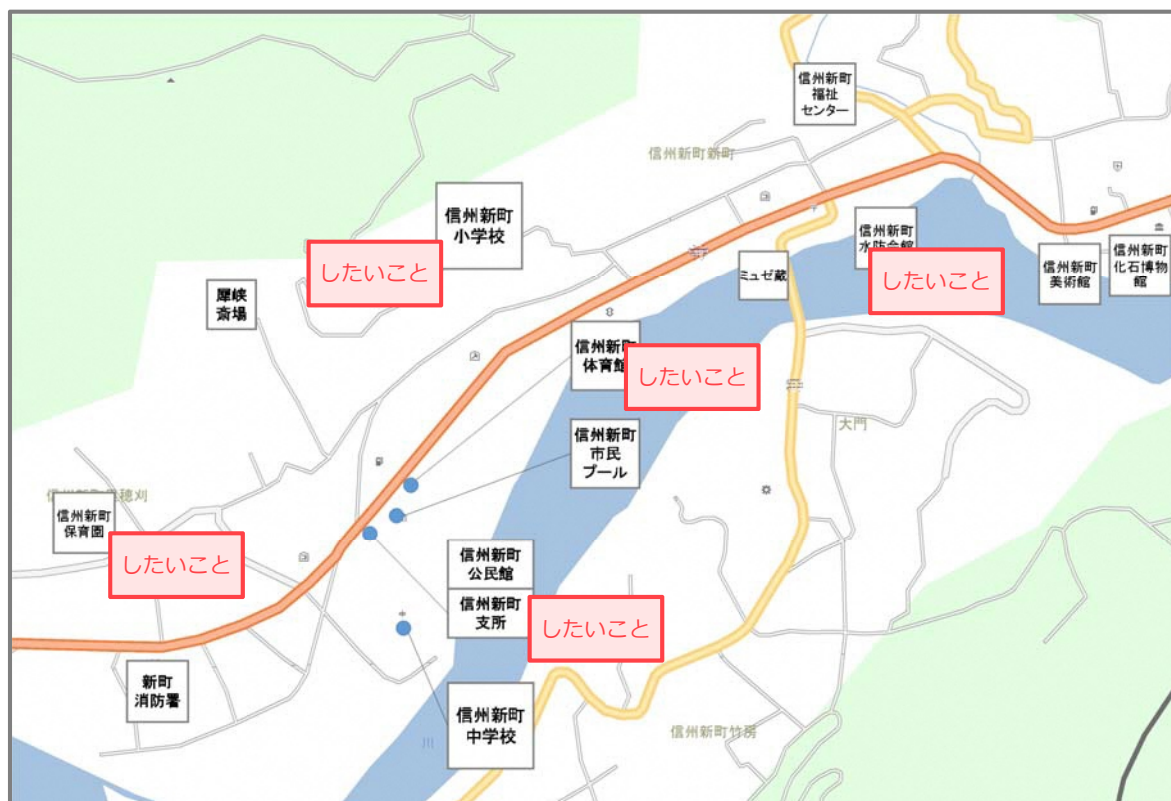 信州新町
福祉
センター
信州新町新町
信州新町
小学校
したいこと
信州新町
水防会館
したいこと
ミュゼ蔵
信州新町
美術館
信州新町
化石博物
館
犀峡
斎場
信州新町
体育館
したいこと
信州新町
市民
プール
大門
信州新町
保育園
したいこと
信州新町
公民館
信州新町
支所
したいこと
新町
消防署
信州新町
中学校
川
信州新町竹房